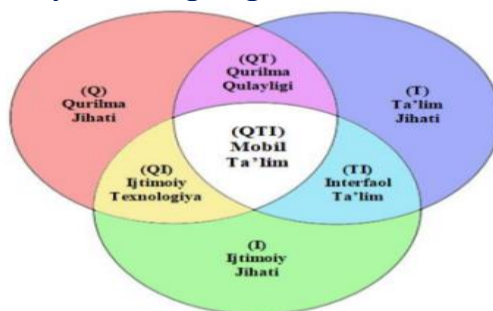 (QT)
Qurilma
Qulayligi
(Q)
Qurilma
Jihati
(T)
Ta'lim
Jihati
(QTI)
Mobil
Ta'lim
(QI)
Ijtimoiy
Texnologiya
(TI)
Interfaol
Ta'lim
(I)
Ijtimoiy
Jihati